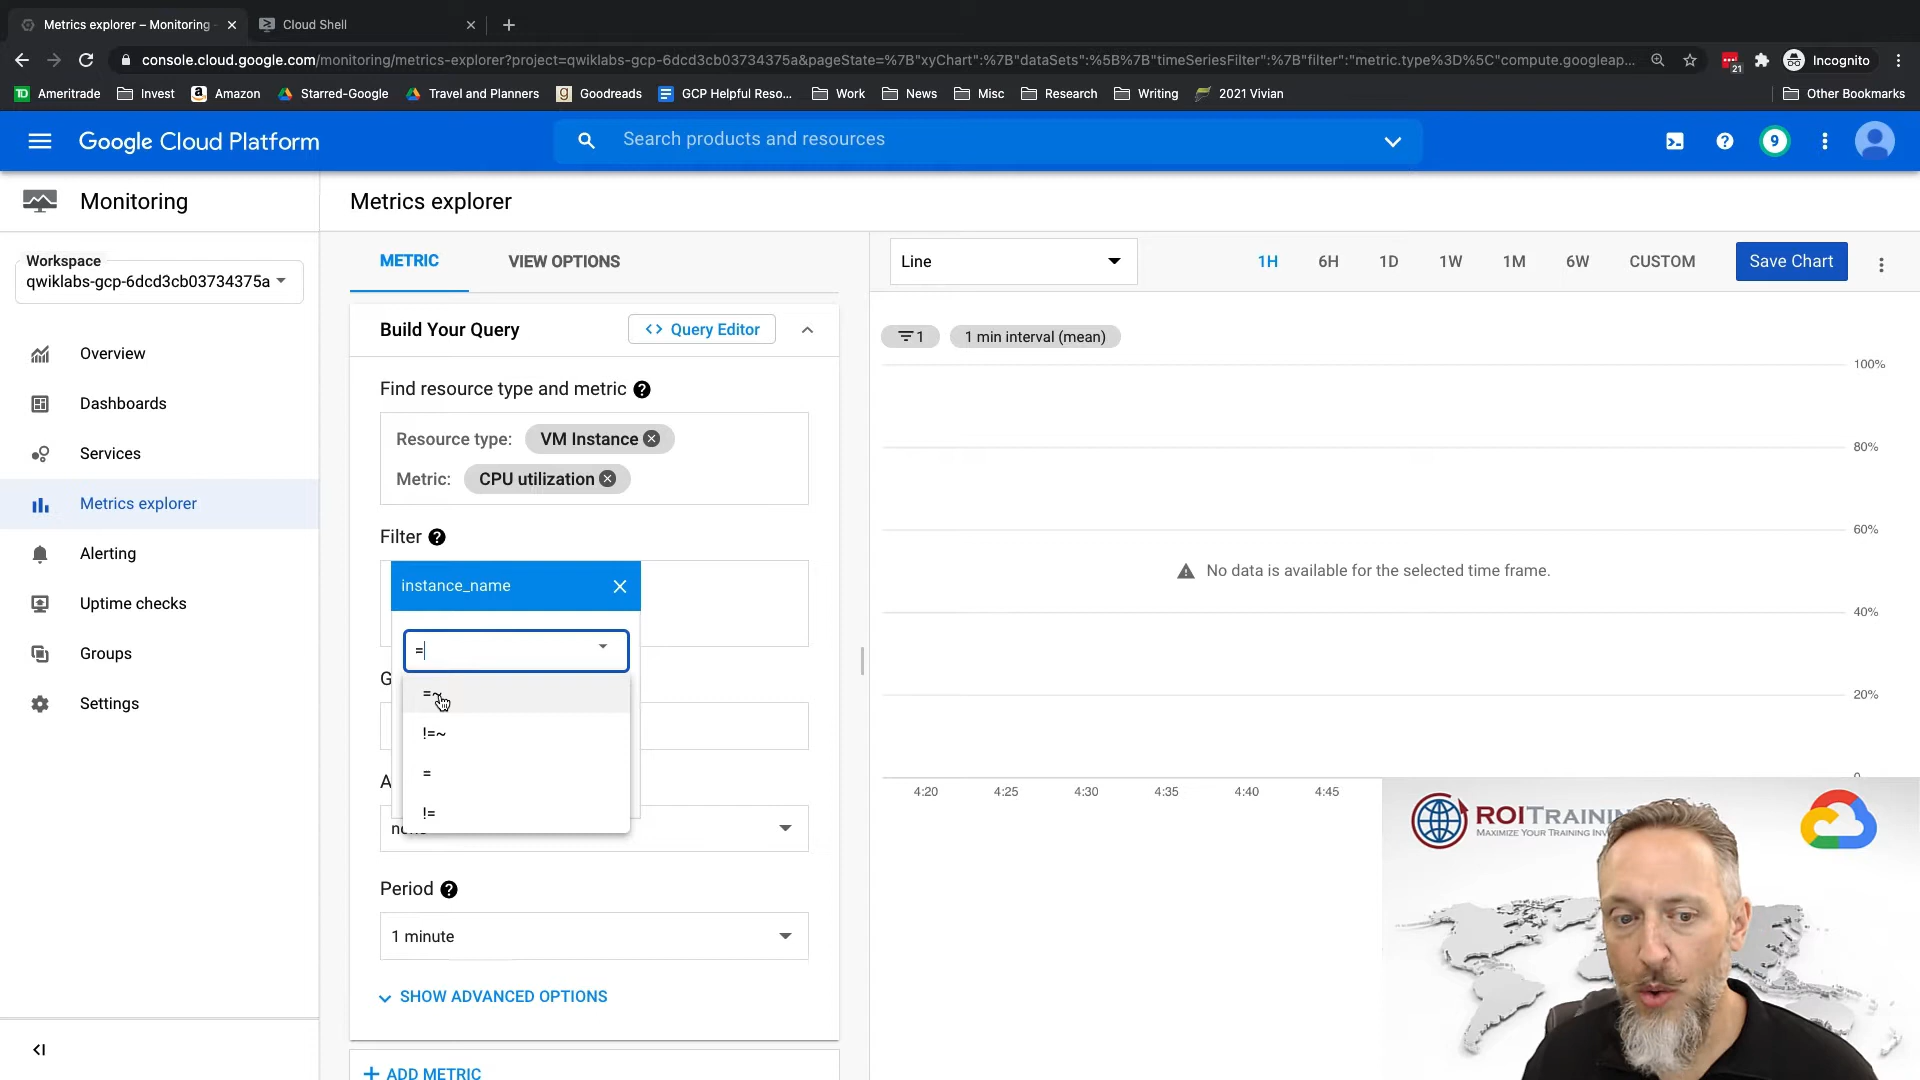 Metrics explorer – Monitoring -
Cloud Shell
console.cloud.google.com/monitoring/metrics-explorer?project=qwiklabs-gcp-6dcd3cb03734375a&pageState=%7B"xyChart":%7B"dataSets":%5B%7B"timeSeriesFilter":%7B"filter":"metric.type%3D%5C"compute.googleap...
21
Incognito
TD Ameritrade
Invest
Amazon
Starred-Google
Travel and Planners
Goodreads
GCP Helpful Reso...
Work
News
Misc
Research
Writing
2021 Vivian
Other Bookmarks
Google Cloud Platform
Search products and resources
9
Monitoring
Metrics explorer
Workspace
qwiklabs-gcp-6dcd3cb03734375a
Overview
Dashboards
Services
Metrics explorer
Alerting
Uptime checks
Groups
Settings
METRIC
VIEW OPTIONS
Build Your Query
<> Query Editor
Find resource type and metric
Resource type: VM Instance
Metric: CPU utilization
Filter
instance_name
=
=~
!=~
=
!=
G
A
Period
1 minute
SHOW ADVANCED OPTIONS
+ ADD METRIC
Line
1H
6H
1D
1W
1M
6W
CUSTOM
Save Chart
1
1 min interval (mean)
100%
80%
60%
No data is available for the selected time frame.
40%
20%
0
4:20
4:25
4:30
4:35
4:40
4:45
ROITRAINING
MAXIMIZE YOUR TRAINING